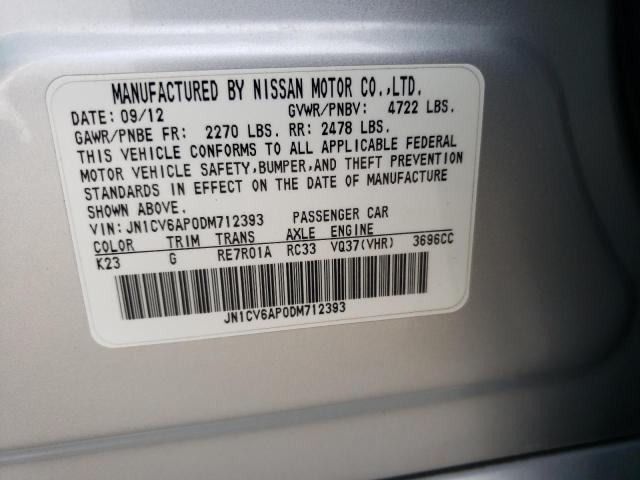 MANUFACTURED BY NISSAN MOTOR CO.,LTD.
DATE: 09/12 GVWR/PNBV: 4722 LBS.
GAWR/PNBE FR: 2270 LBS. RR: 2478 LBS.
THIS VEHICLE CONFORMS TO ALL APPLICABLE FEDERAL
MOTOR VEHICLE SAFETY,BUMPER,AND THEFT PREVENTION
STANDARDS IN EFFECT ON THE DATE OF MANUFACTURE
SHOWN ABOVE.
VIN: JN1CV6AP0DM712393 PASSENGER CAR
COLOR TRIM TRANS AXLE ENGINE
K23 G RE7R01A RC33 VQ37(VHR) 3696CC
JN1CV6AP0DM712393